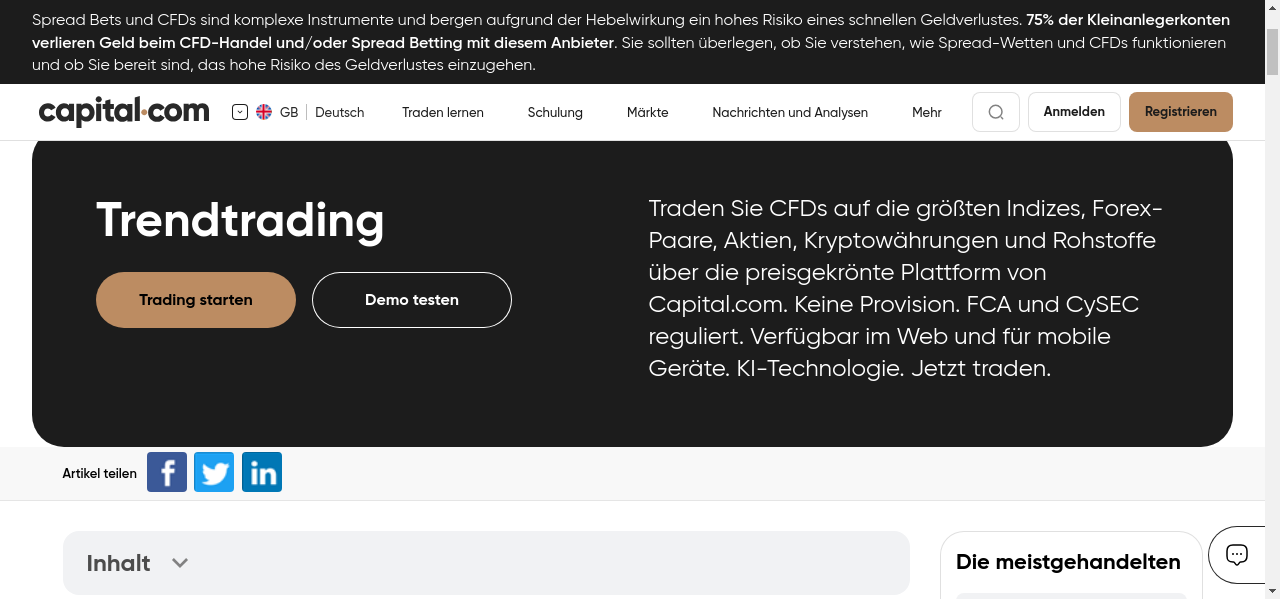 Spread Bets und CFDs sind komplexe Instrumente und bergen aufgrund der Hebelwirkung ein hohes Risiko eines schnellen Geldverlustes. 75% der Kleinanlegerkonten
verlieren Geld beim CFD-Handel und/oder Spread Betting mit diesem Anbieter. Sie sollten überlegen, ob Sie verstehen, wie Spread-Wetten und CFDs funktionieren
und ob Sie bereit sind, das hohe Risiko des Geldverlustes einzugehen.
capital.com GB Deutsch Traden lernen Schulung Märkte Nachrichten und Analysen Mehr Anmelden Registrieren
Trendtrading
Trading starten Demo testen
Traden Sie CFDs auf die größten Indizes, Forex-
Paare, Aktien, Kryptowährungen und Rohstoffe
über die preisgekrönte Plattform von
Capital.com. Keine Provision. FCA und CySEC
reguliert. Verfügbar im Web und für mobile
Geräte. KI-Technologie. Jetzt traden.
Artikel teilen
Inhalt
Die meistgehandelten